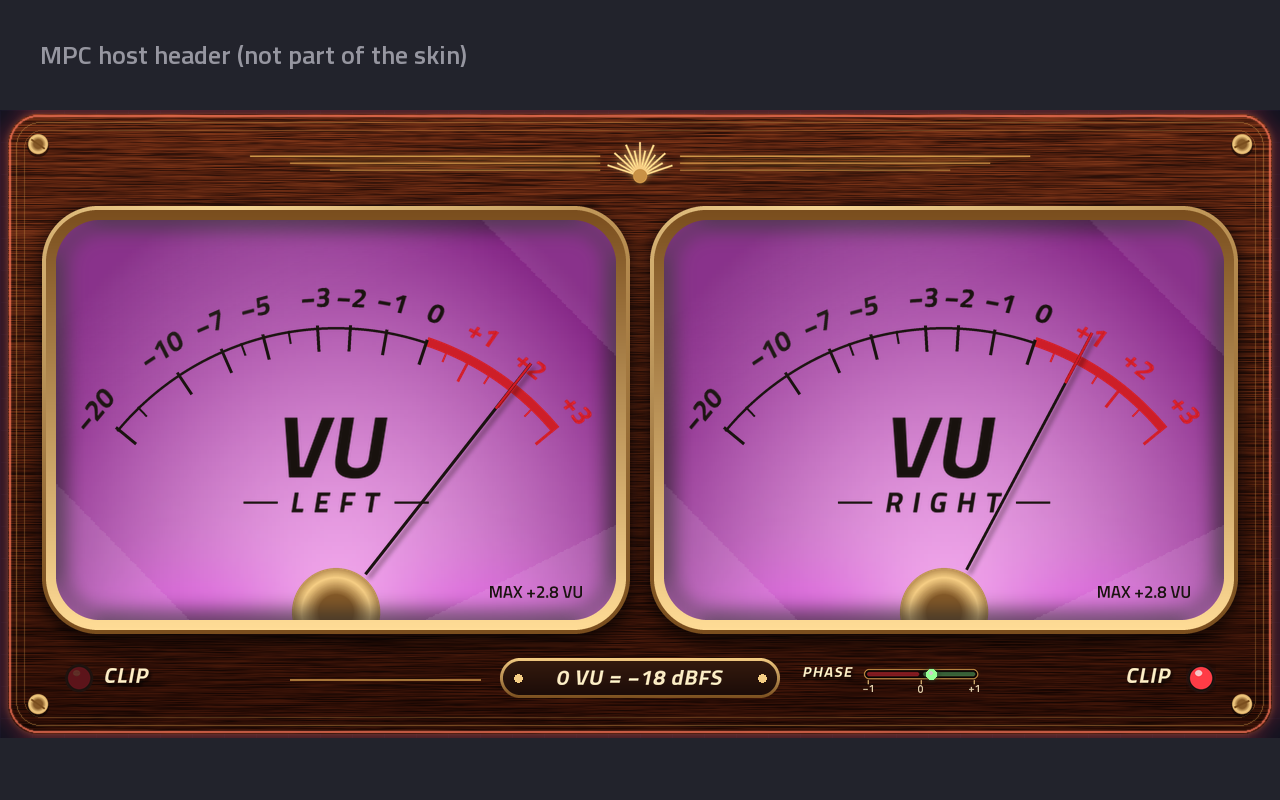 MPC host header (not part of the skin)
−20 −10 −7 −5 −3 −2 −1 0 +1 +2 +3
VU
LEFT
MAX +2.8 VU
−20 −10 −7 −5 −3 −2 −1 0 +1 +2 +3
VU
RIGHT
MAX +2.8 VU
CLIP
0 VU = −18 dBFS
PHASE
−1 0 +1
CLIP